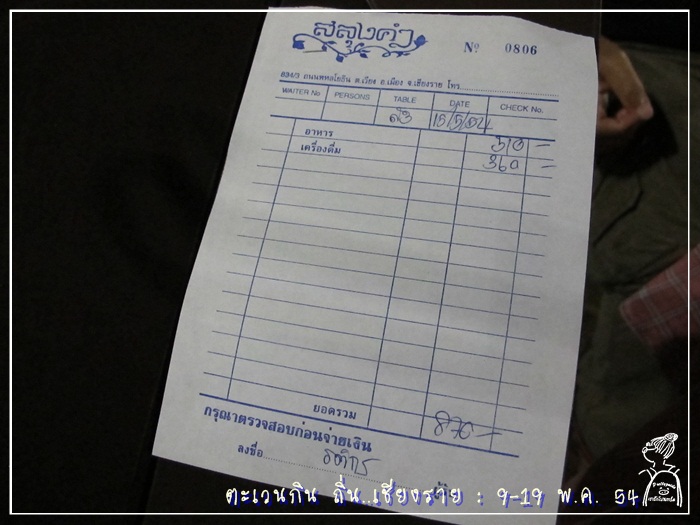 สลุงคำ
Nº 0806
834/3 ถนนพหลโยธิน ต.เวียง อ.เมือง จ.เชียงราย โทร.
WAITER No. PERSONS TABLE DATE CHECK No.
15/5/54
อาหาร 510 -
เครื่องดื่ม 360 -
ยอดรวม 870 -
กรุณาตรวจสอบก่อนจ่ายเงิน
ลงชื่อ
ตะเวนกิน ถิ่น..เชียงราย : 9-19 พ.ค. 54